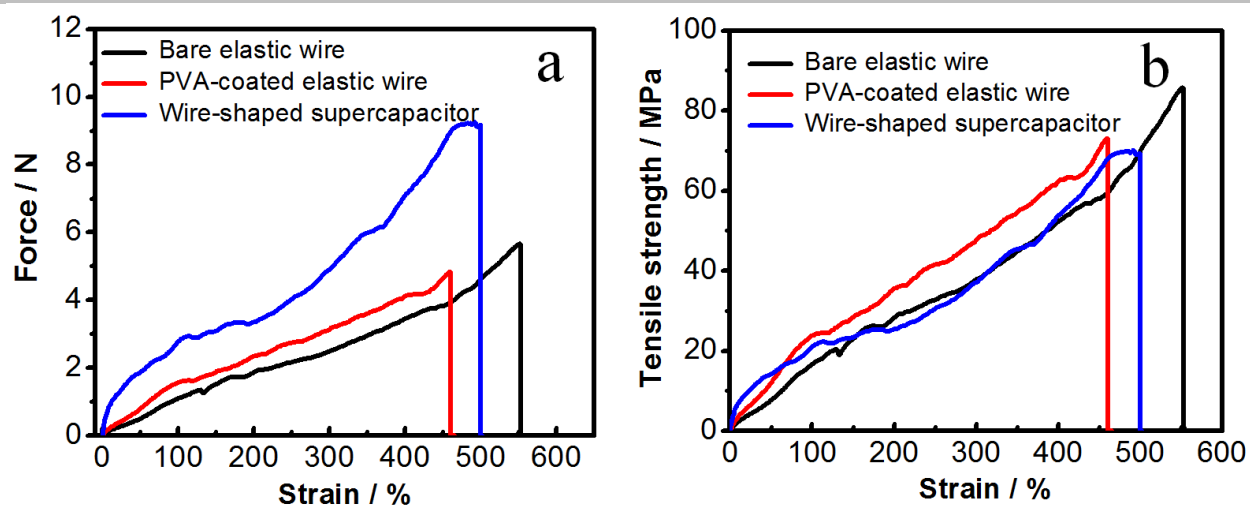 12
10
8
6
4
2
0
Force / N
Bare elastic wire
PVA-coated elastic wire
Wire-shaped supercapacitor
a
0 100 200 300 400 500 600
Strain / %
100
80
60
40
20
0
Tensile strength / MPa
Bare elastic wire
PVA-coated elastic wire
Wire-shaped supercapacitor
b
0 100 200 300 400 500 600
Strain / %